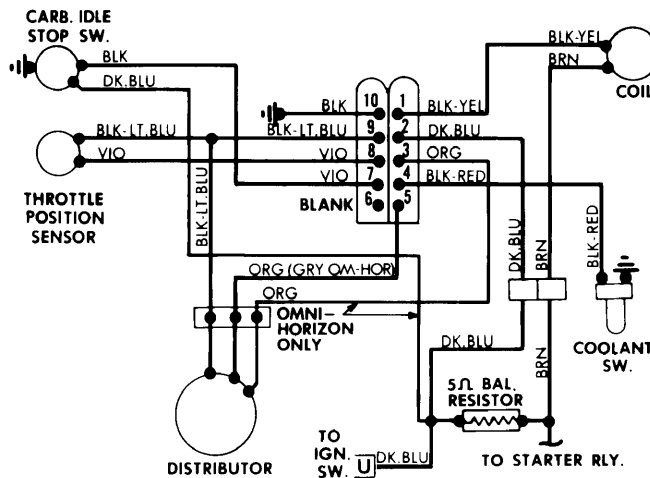 CARB. IDLE
STOP SW.
BLK
DK.BLU
BLK-YEL
BRN
COIL
BLK
10
1
BLK-YEL
BLK-LT.BLU
BLK-LT.BLU
9
2
DK.BLU
VIO
VIO
8
3
ORG
VIO
7
4
BLK-RED
BLANK
6
5
THROTTLE
POSITION
SENSOR
BLK-LT.BLU
DK.BLU
BRN
BLK-RED
ORG (GRY OM-HOR)
ORG
OMNI-
HORIZON
ONLY
DK.BLU
BRN
COOLANT
SW.
5Ω BAL.
RESISTOR
DISTRIBUTOR
TO
IGN.
SW.
U
DK.BLU
TO STARTER RLY.